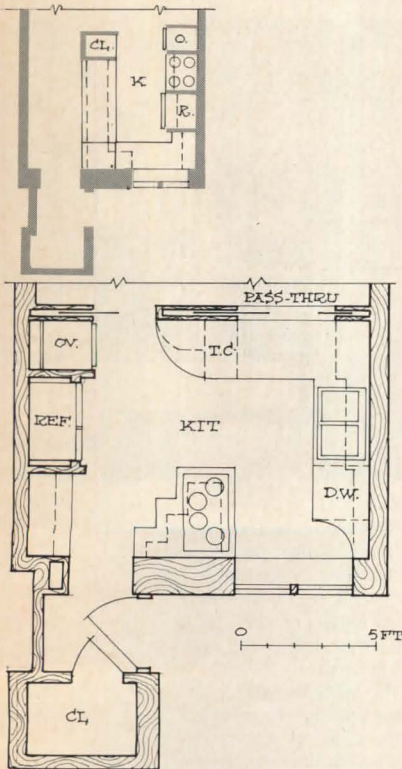 CL.
O.
K
R.
PASS-THRU
OV.
T.C.
REF.
KIT
D.W.
0 5 FT
CL.